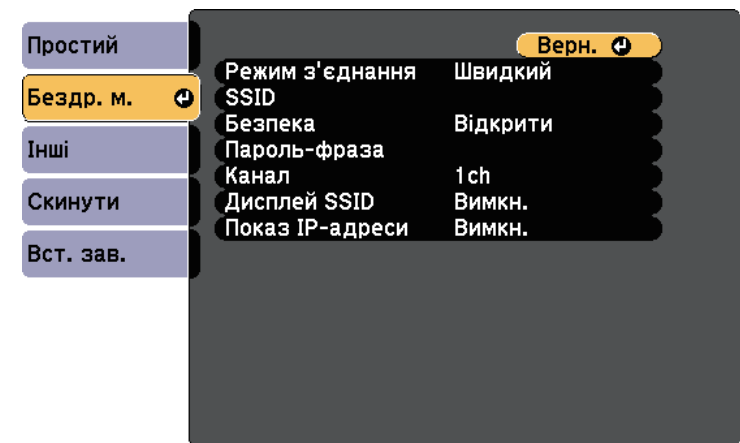 Простий
Бездр. м.
Інші
Скинути
Вст. зав.
Верн.
Режим з'єднання Швидкий
SSID
Безпека Відкрити
Пароль-фраза
Канал 1ch
Дисплей SSID Вимкн.
Показ IP-адреси Вимкн.